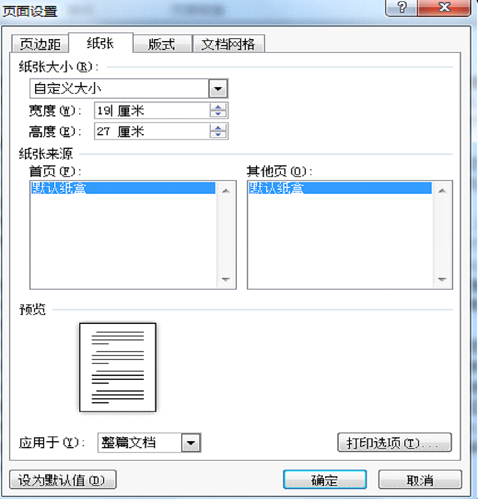 页面设置
页边距 纸张 版式 文档网格
纸张大小(R):
自定义大小
宽度(W): 19 厘米
高度(E): 27 厘米
纸张来源
首页(F): 其他页(O):
默认纸盒 默认纸盒
预览
应用于(Y): 整篇文档 打印选项(T)...
设为默认值(D) 确定 取消